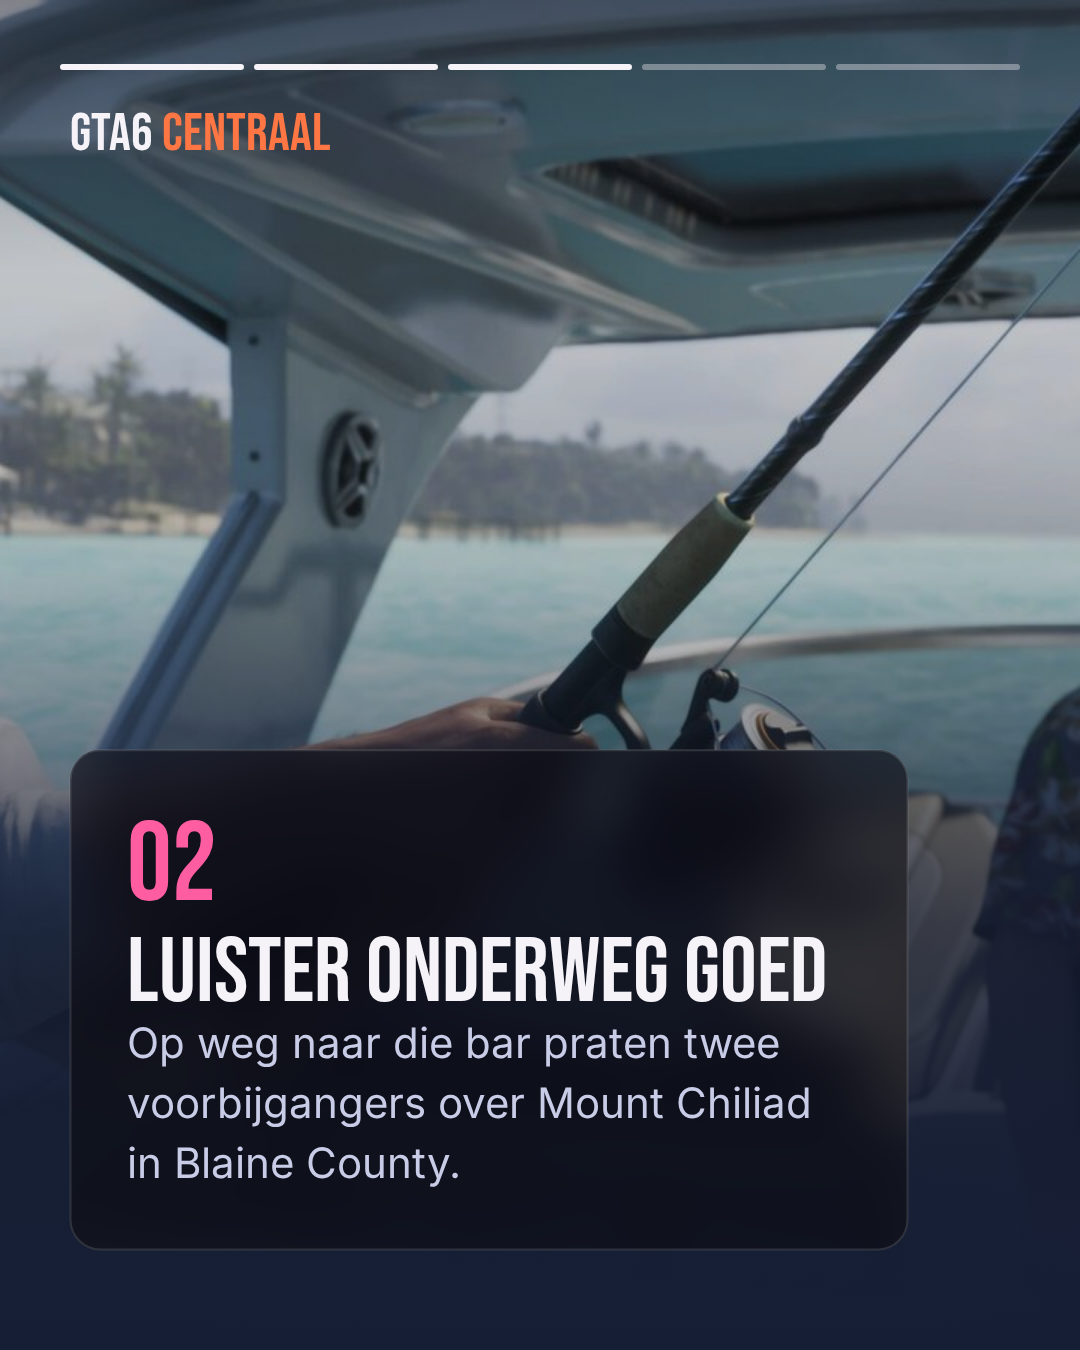 GTA6 CENTRAAL
02
LUISTER ONDERWEG GOED
Op weg naar die bar praten twee
voorbijgangers over Mount Chiliad
in Blaine County.